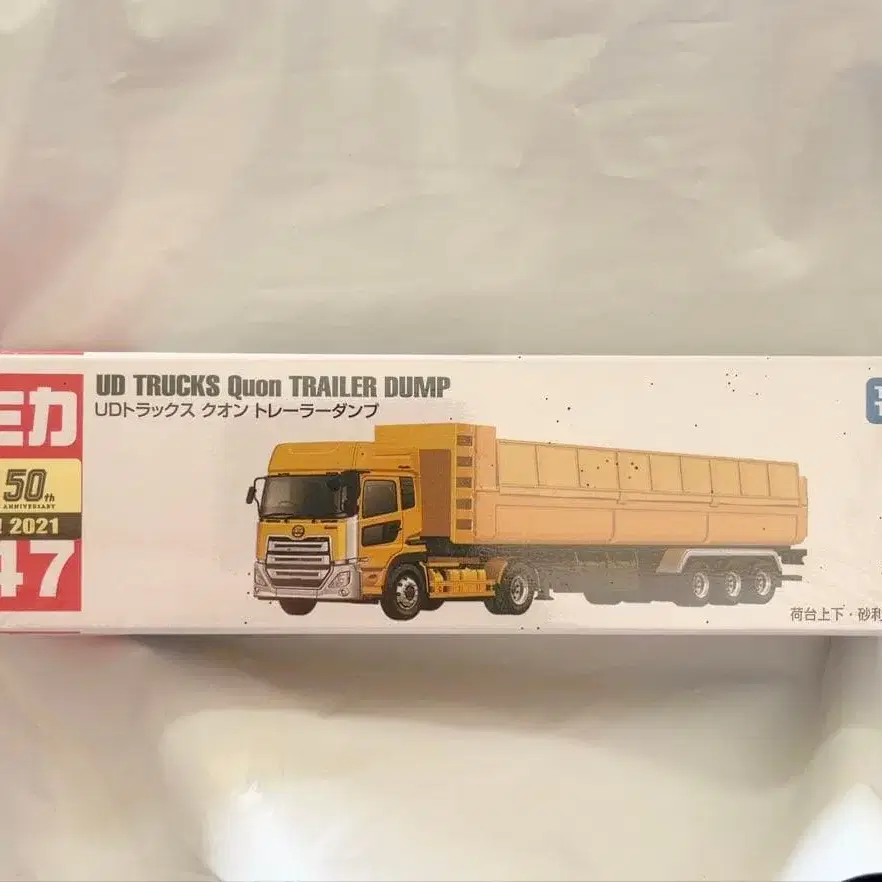 UD TRUCKS Quon TRAILER DUMP
UDトラックス クオン トレーラーダンプ
ミカ
50th
ANNIVERSARY
2021
47
荷台上下・砂利